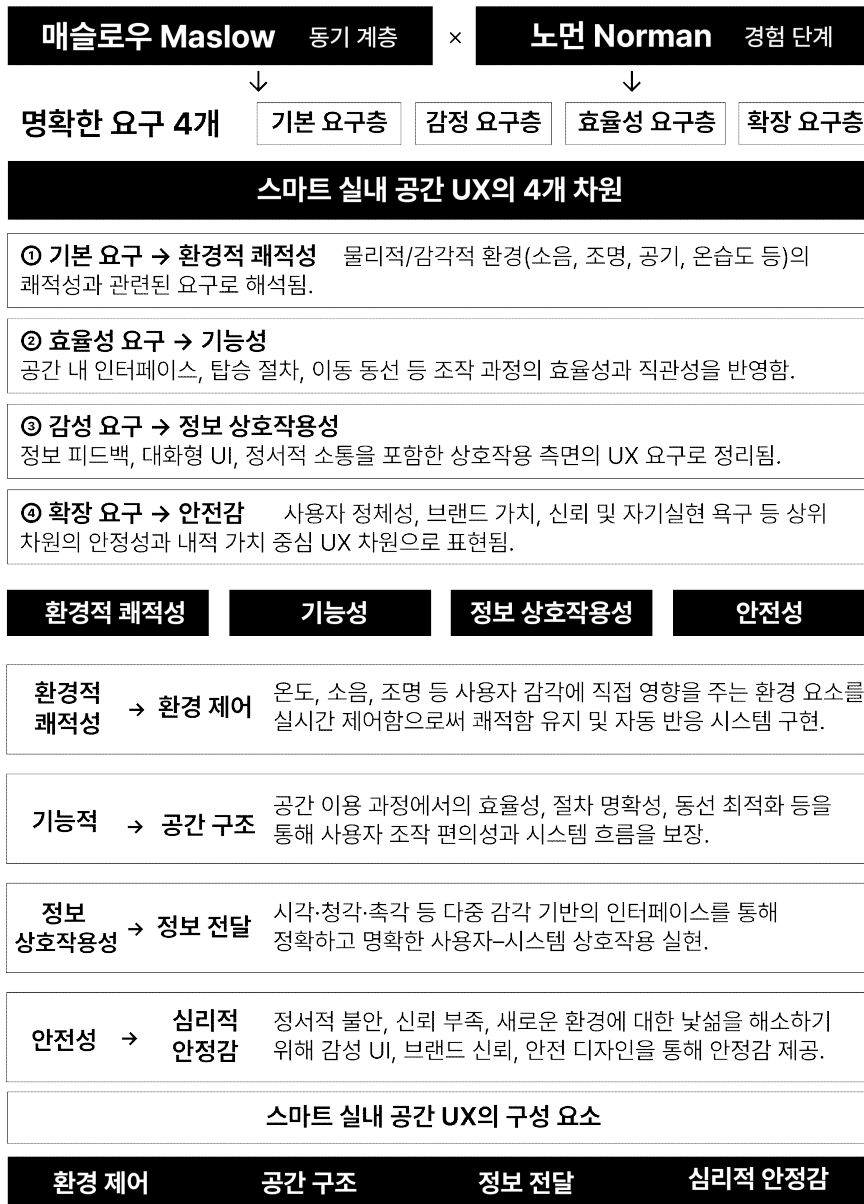 매슬로우 Maslow 동기 계층 × 노먼 Norman 경험 단계
↓ ↓
명확한 요구 4개 기본 요구층 감정 요구층 효율성 요구층 확장 요구층
스마트 실내 공간 UX의 4개 차원
① 기본 요구 → 환경적 쾌적성 물리적/감각적 환경(소음, 조명, 공기, 온습도 등)의
쾌적성과 관련된 요구로 해석됨.
② 효율성 요구 → 기능성
공간 내 인터페이스, 탑승 절차, 이동 동선 등 조작 과정의 효율성과 직관성을 반영함.
③ 감성 요구 → 정보 상호작용성
정보 피드백, 대화형 UI, 정서적 소통을 포함한 상호작용 측면의 UX 요구로 정리됨.
④ 확장 요구 → 안전감 사용자 정체성, 브랜드 가치, 신뢰 및 자기실현 욕구 등 상위
차원의 안정성과 내적 가치 중심 UX 차원으로 표현됨.
환경적 쾌적성 기능성 정보 상호작용성 안전성
환경적
쾌적성
→ 환경 제어
온도, 소음, 조명 등 사용자 감각에 직접 영향을 주는 환경 요소를
실시간 제어함으로써 쾌적함 유지 및 자동 반응 시스템 구현.
기능적 → 공간 구조
공간 이용 과정에서의 효율성, 절차 명확성, 동선 최적화 등을
통해 사용자 조작 편의성과 시스템 흐름을 보장.
정보
상호작용성
→ 정보 전달
시각·청각·촉각 등 다중 감각 기반의 인터페이스를 통해
정확하고 명확한 사용자–시스템 상호작용 실현.
안전성 →
심리적
안정감
정서적 불안, 신뢰 부족, 새로운 환경에 대한 낯섦을 해소하기
위해 감성 UI, 브랜드 신뢰, 안전 디자인을 통해 안정감 제공.
스마트 실내 공간 UX의 구성 요소
환경 제어 공간 구조 정보 전달 심리적 안정감